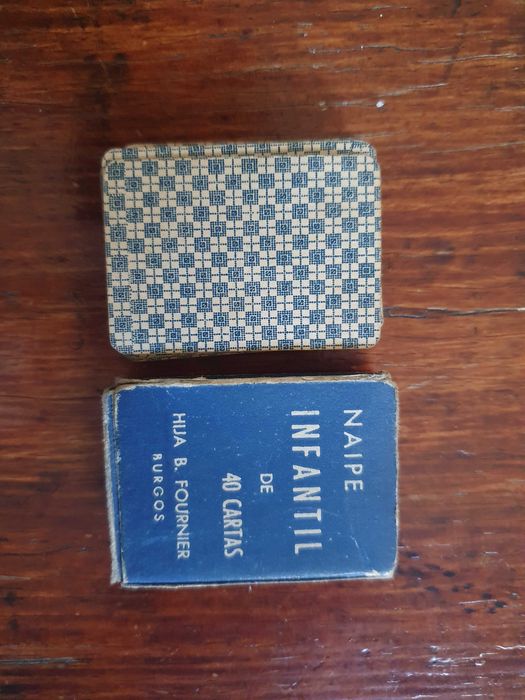 NAIPE
INFANTIL
DE
40 CARTAS
HIJA B. FOURNIER
BURGOS